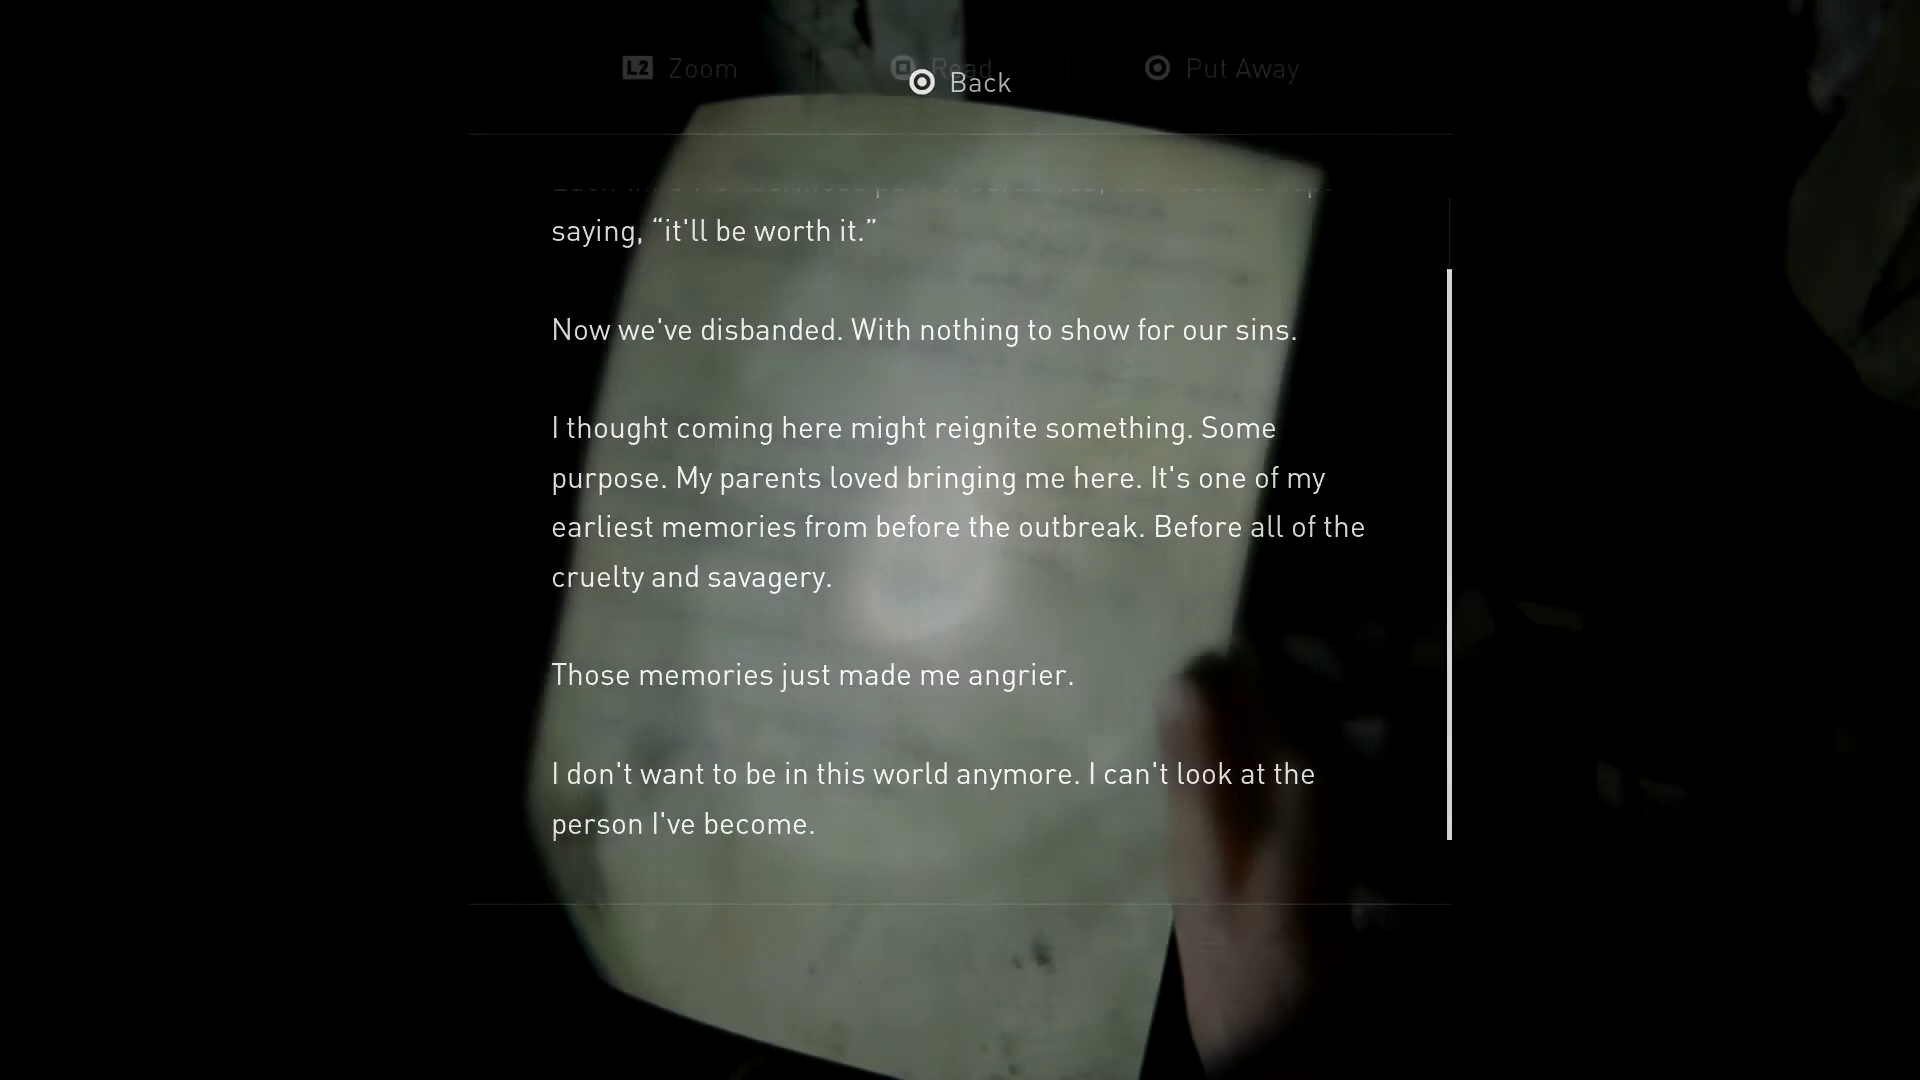 L2 Zoom
Read
Put Away
Back
saying, “it'll be worth it.”
Now we've disbanded. With nothing to show for our sins.
I thought coming here might reignite something. Some
purpose. My parents loved bringing me here. It's one of my
earliest memories from before the outbreak. Before all of the
cruelty and savagery.
Those memories just made me angrier.
I don't want to be in this world anymore. I can't look at the
person I've become.